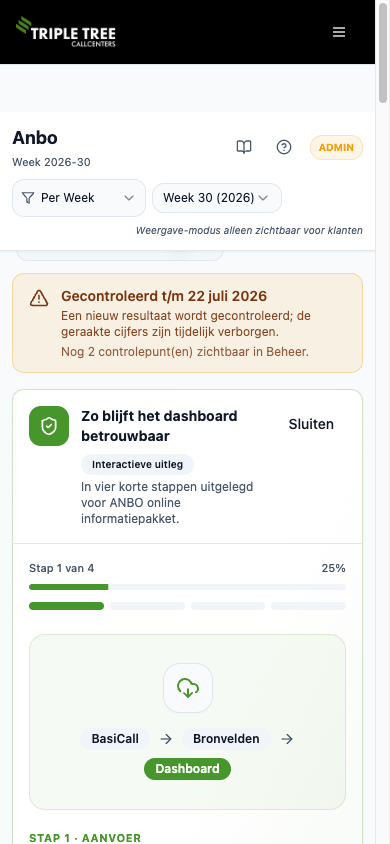 TRIPLE TREE
CALLCENTERS
Anbo
Week 2026-30
ADMIN
Per Week
Week 30 (2026)
Weergave-modus alleen zichtbaar voor klanten
Gecontroleerd t/m 22 juli 2026
Een nieuw resultaat wordt gecontroleerd; de
geraakte cijfers zijn tijdelijk verborgen.
Nog 2 controlepunt(en) zichtbaar in Beheer.
Zo blijft het dashboard
betrouwbaar
Sluiten
Interactieve uitleg
In vier korte stappen uitgelegd
voor ANBO online
informatiepakket.
Stap 1 van 4
25%
BasiCall → Bronvelden →
Dashboard
STAP 1 · AANVOER